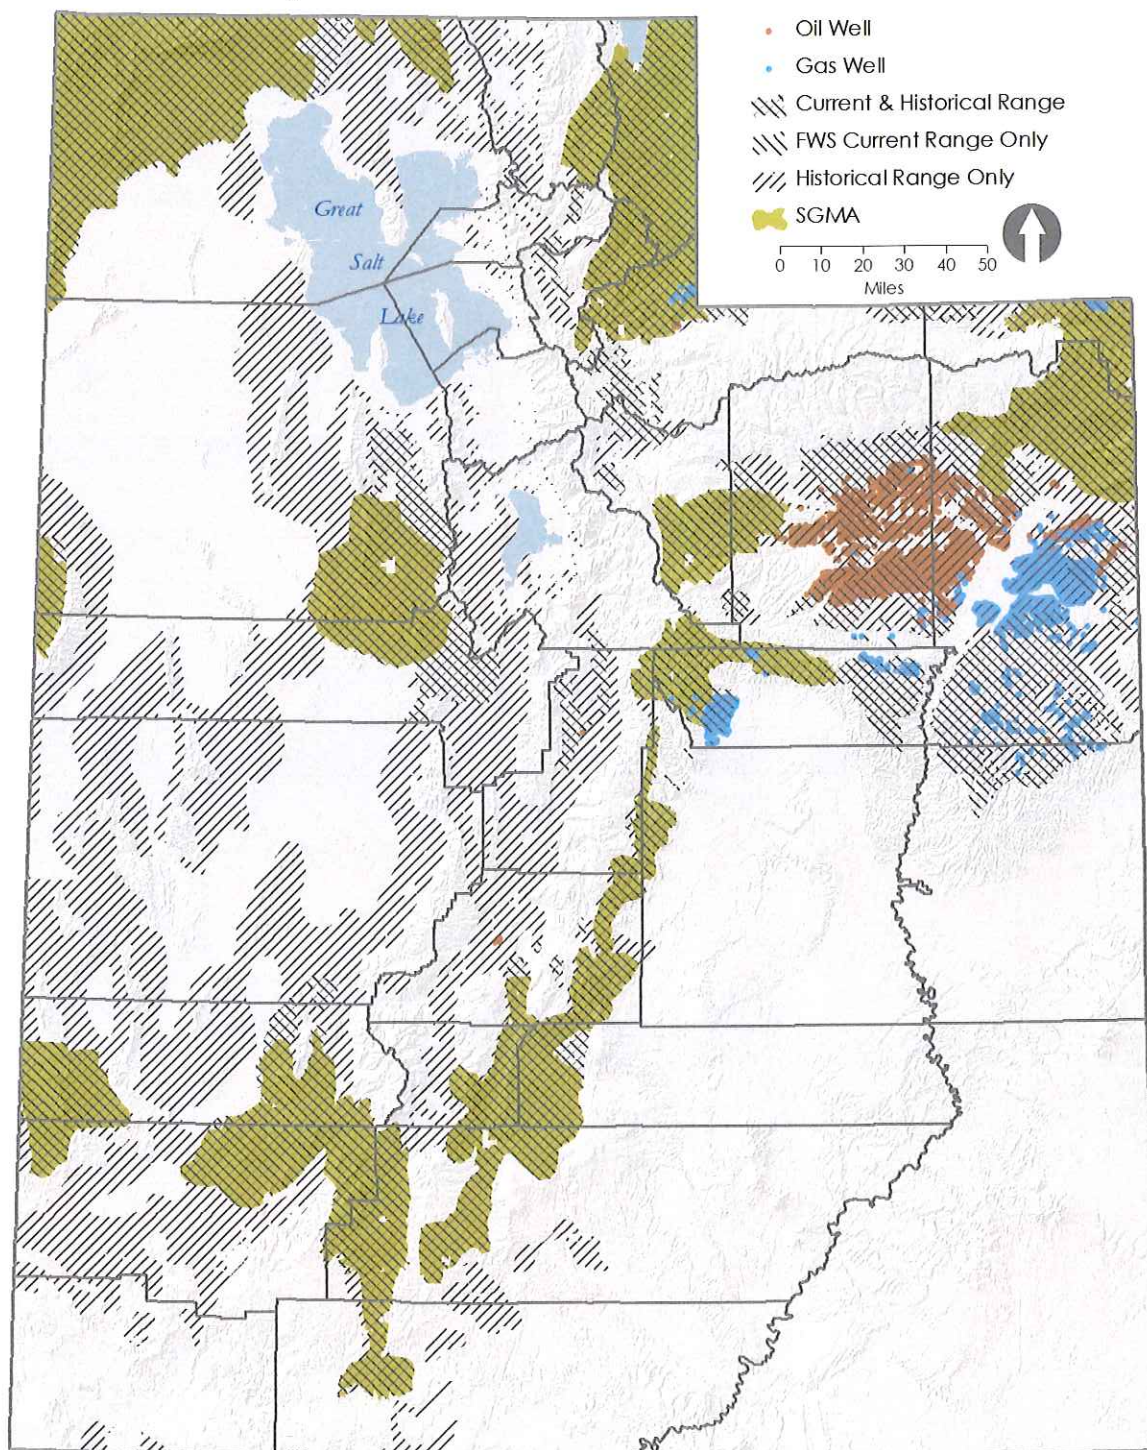 Oil Well
Gas Well
Current & Historical Range
FWS Current Range Only
Historical Range Only
SGMA
0 10 20 30 40 50
Miles
Great
Salt
Lake